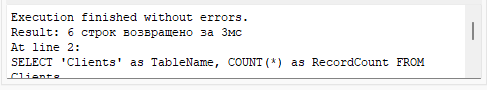 Execution finished without errors.
Result: 6 строк возвращено за 3мс
At line 2:
SELECT 'Clients' as TableName, COUNT(*) as RecordCount FROM
Clients